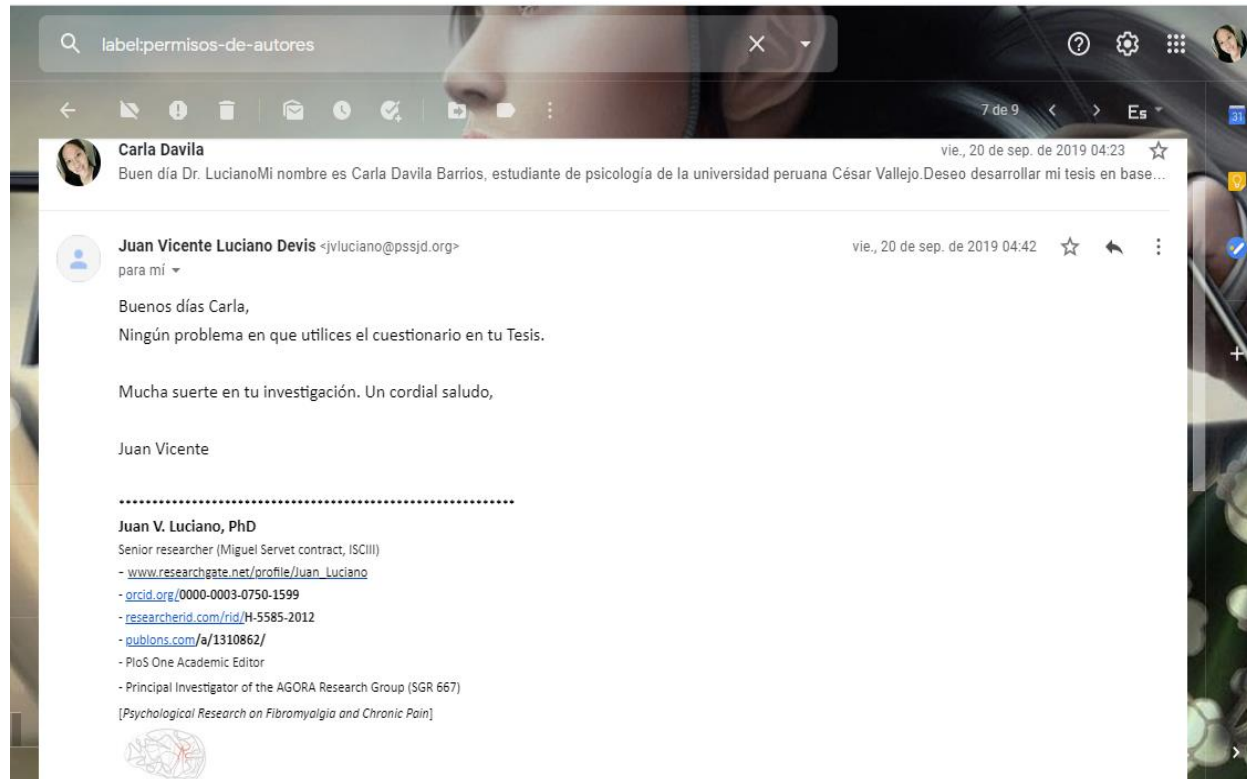 label:permisos-de-autores
7 de 9
Es
31
Carla Davila
vie., 20 de sep. de 2019 04:23
Buen día Dr. LucianoMi nombre es Carla Davila Barrios, estudiante de psicología de la universidad peruana César Vallejo.Deseo desarrollar mi tesis en base...
Juan Vicente Luciano Devis <jvluciano@pssjd.org>
vie., 20 de sep. de 2019 04:42
para mí
Buenos días Carla,
Ningún problema en que utilices el cuestionario en tu Tesis.
Mucha suerte en tu investigación. Un cordial saludo,
Juan Vicente
Juan V. Luciano, PhD
Senior researcher (Miguel Servet contract, ISCIII)
- www.researchgate.net/profile/Juan_Luciano
- orcid.org/0000-0003-0750-1599
- researcherid.com/rid/H-5585-2012
- publons.com/a/1310862/
- PloS One Academic Editor
- Principal Investigator of the AGORA Research Group (SGR 667)
[Psychological Research on Fibromyalgia and Chronic Pain]